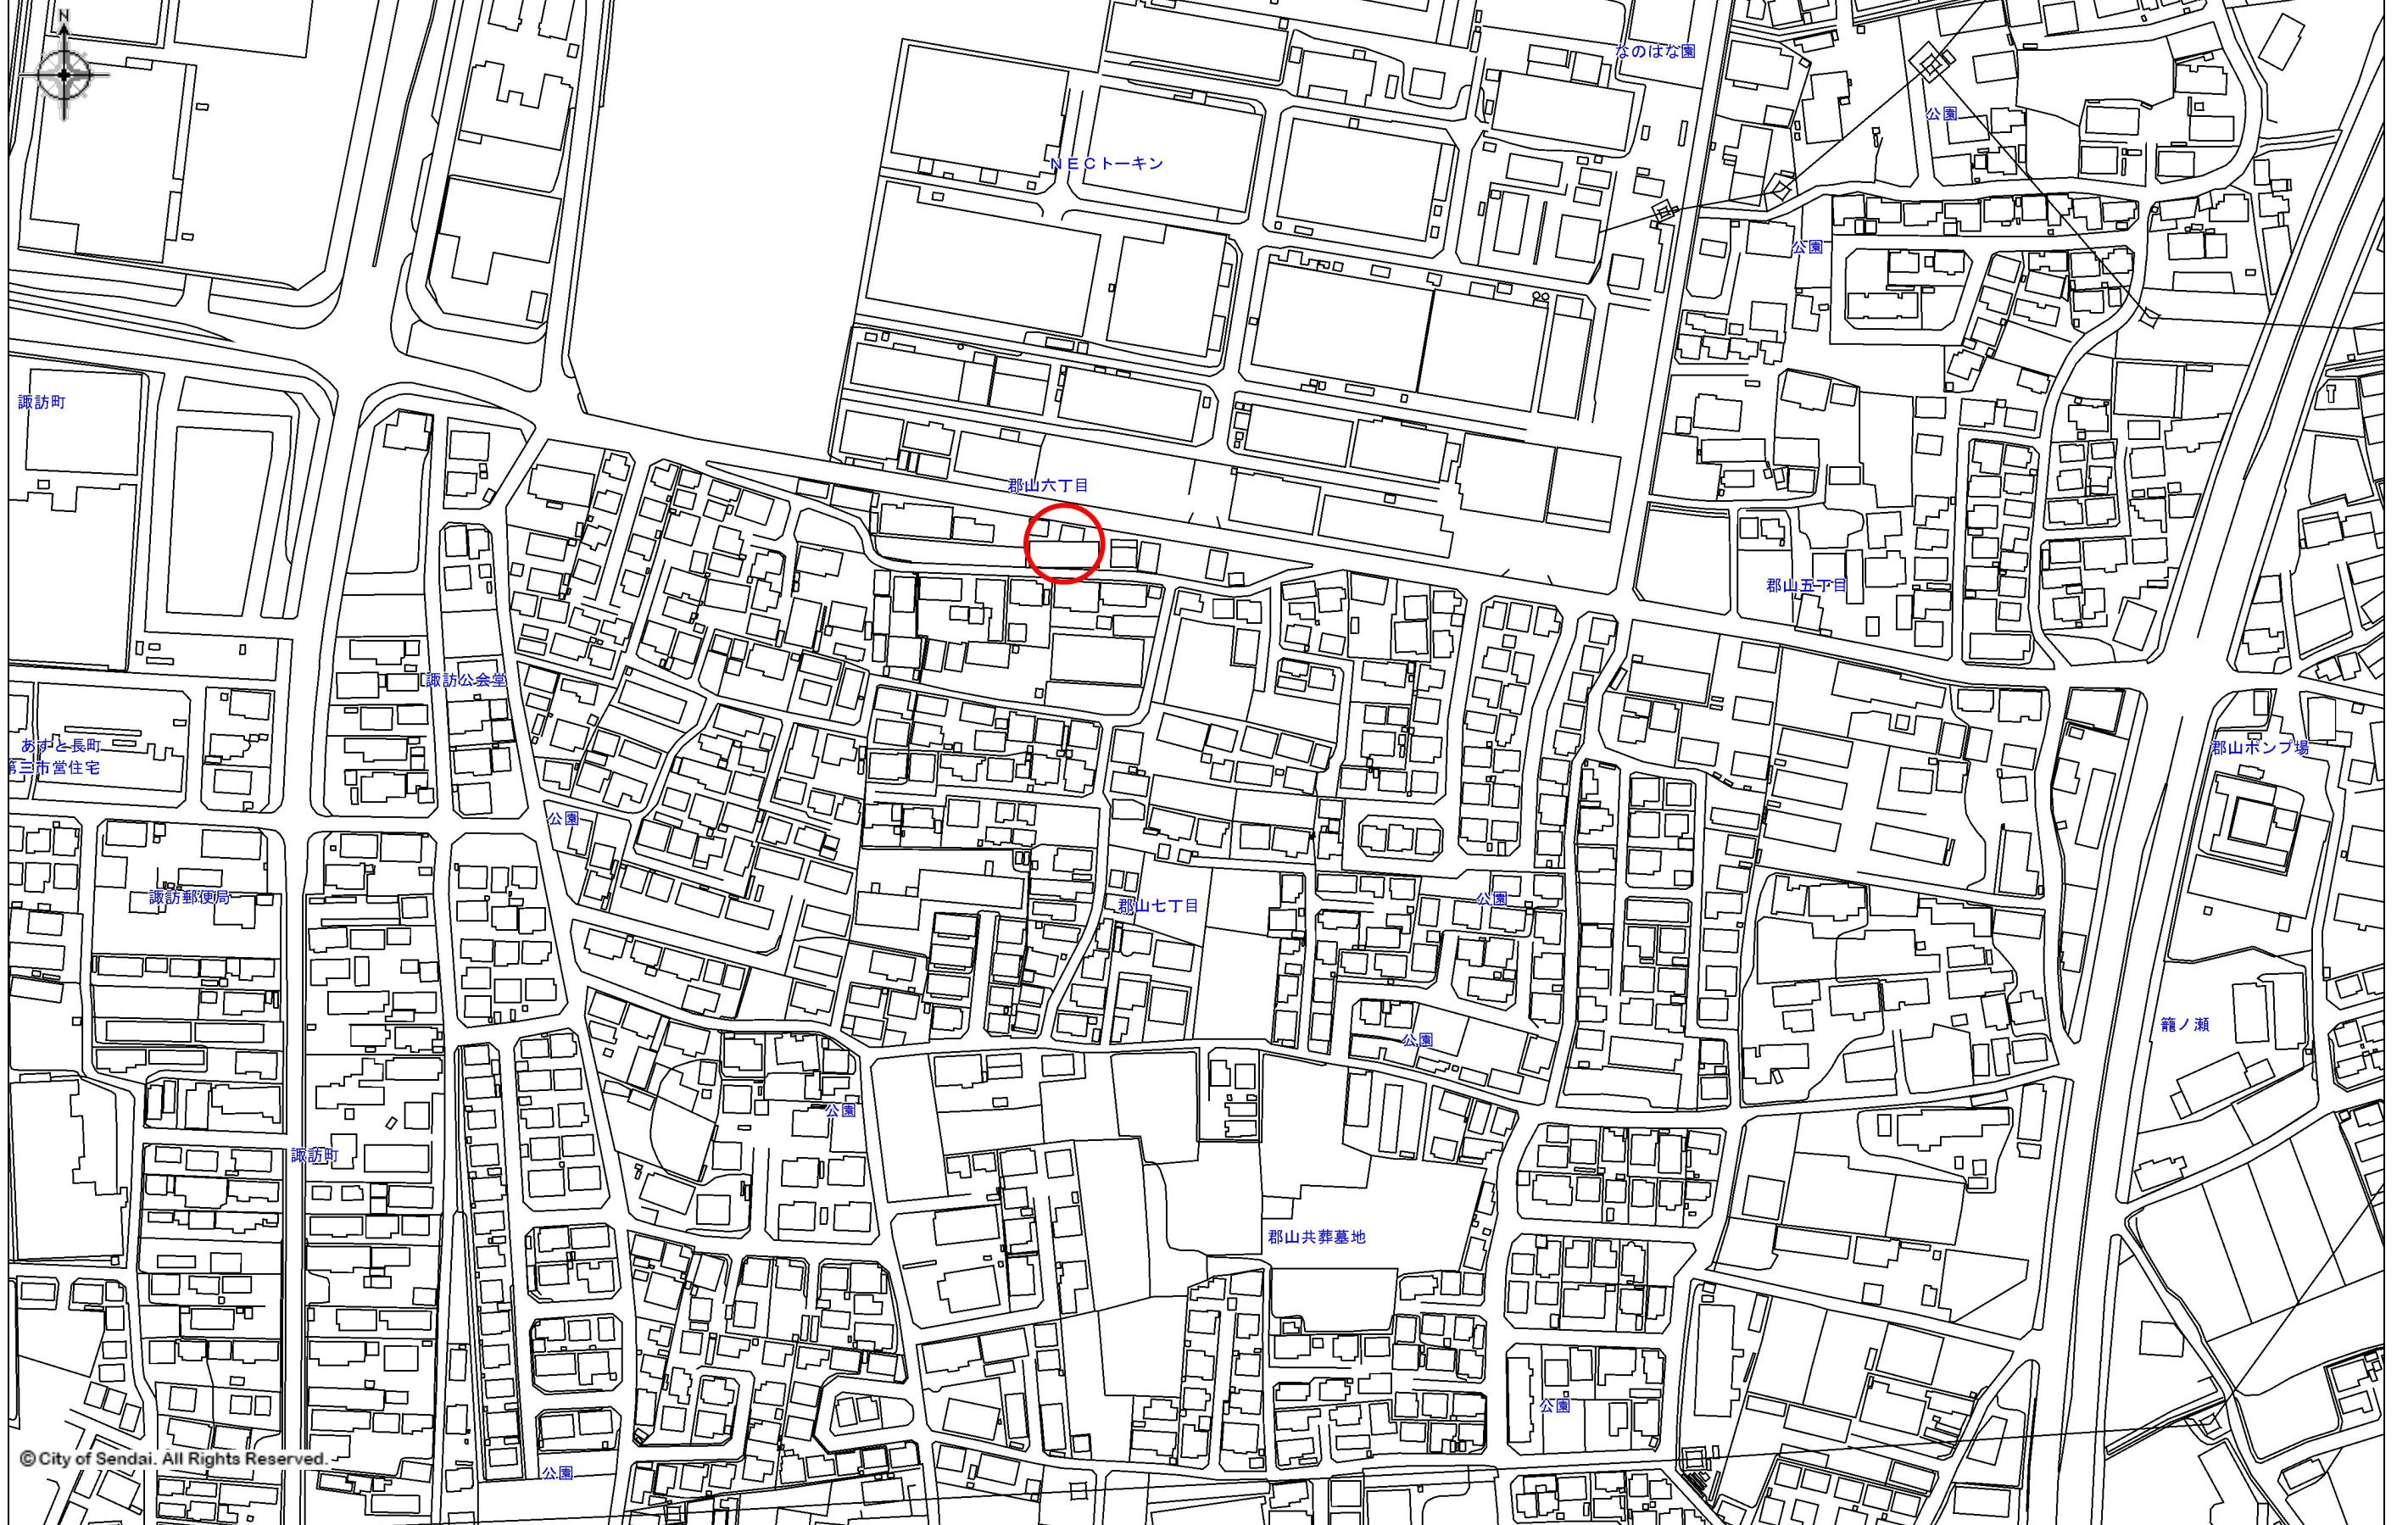 N
なのはな園
公園
NECトーキン
公園
諏訪町
郡山六丁目
郡山五丁目
諏訪公会堂
あすと長町
第三市営住宅
郡山ポンプ場
公園
諏訪郵便局
公園
郡山七丁目
籠ノ瀬
公園
公園
諏訪町
郡山共葬墓地
公園
©City of Sendai. All Rights Reserved.
公園